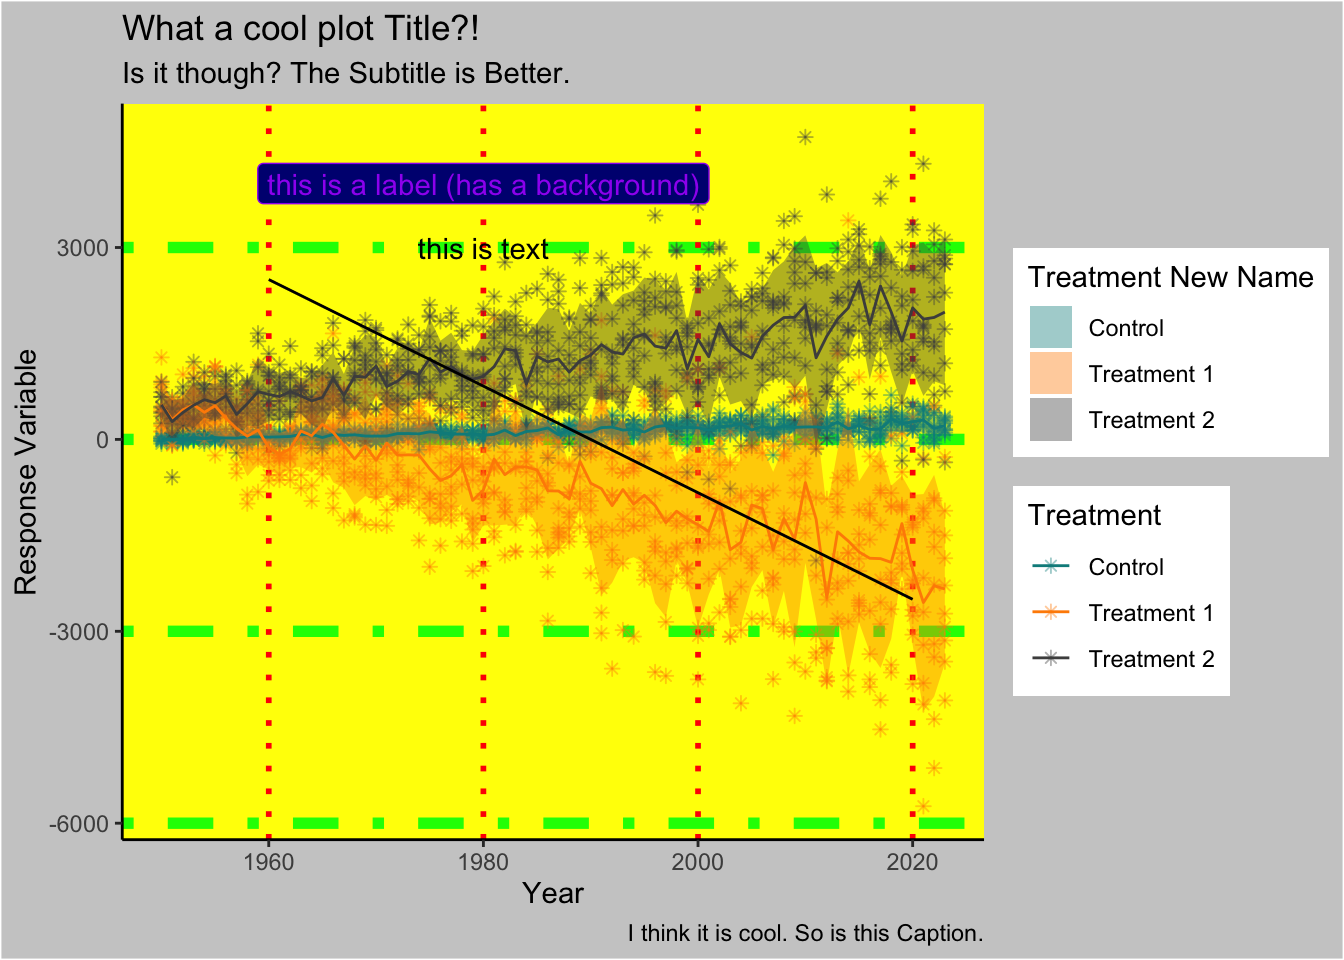 What a cool plot Title?!
Is it though? The Subtitle is Better.
this is a label (has a background)
this is text
3000
0
-3000
-6000
Response Variable
1960
1980
2000
2020
Year
I think it is cool. So is this Caption.
Treatment New Name
Control
Treatment 1
Treatment 2
Treatment
Control
Treatment 1
Treatment 2